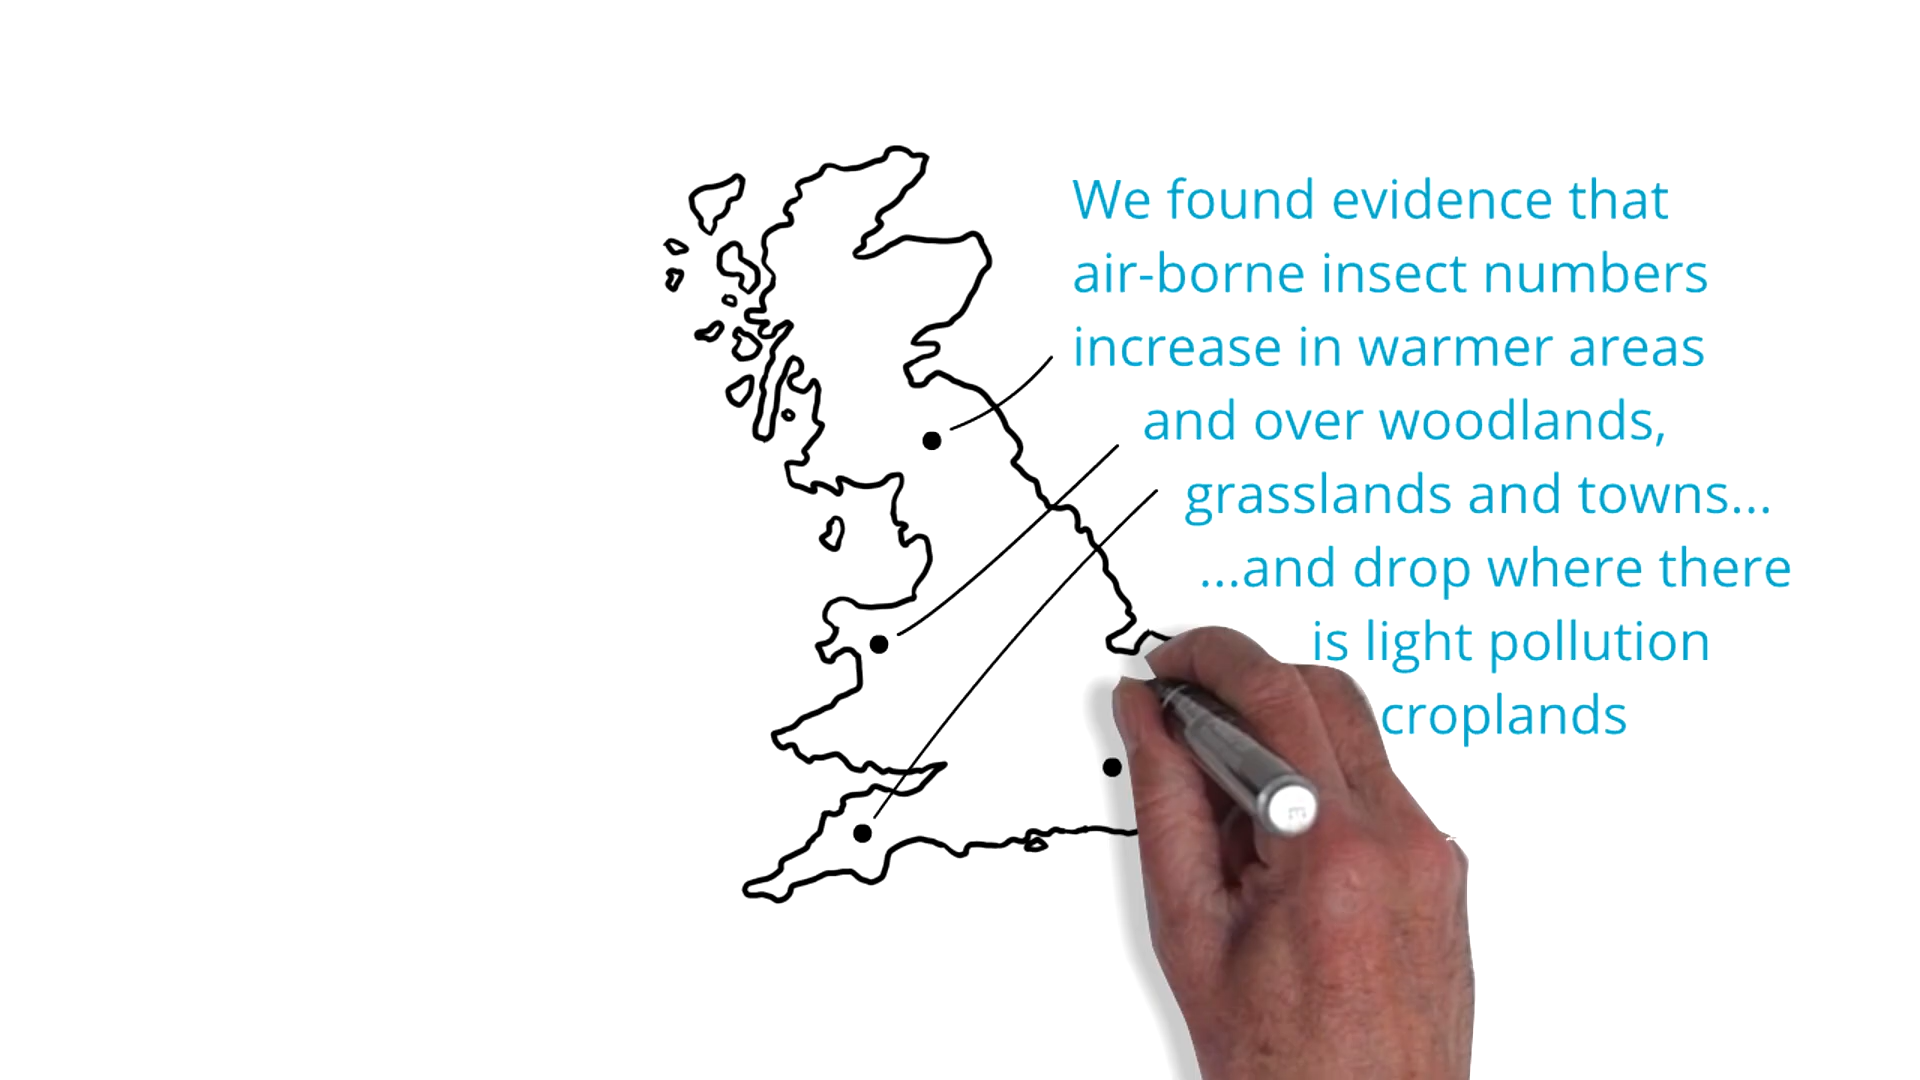 We found evidence that
air-borne insect numbers
increase in warmer areas
and over woodlands,
grasslands and towns...
...and drop where there
is light pollution
croplands